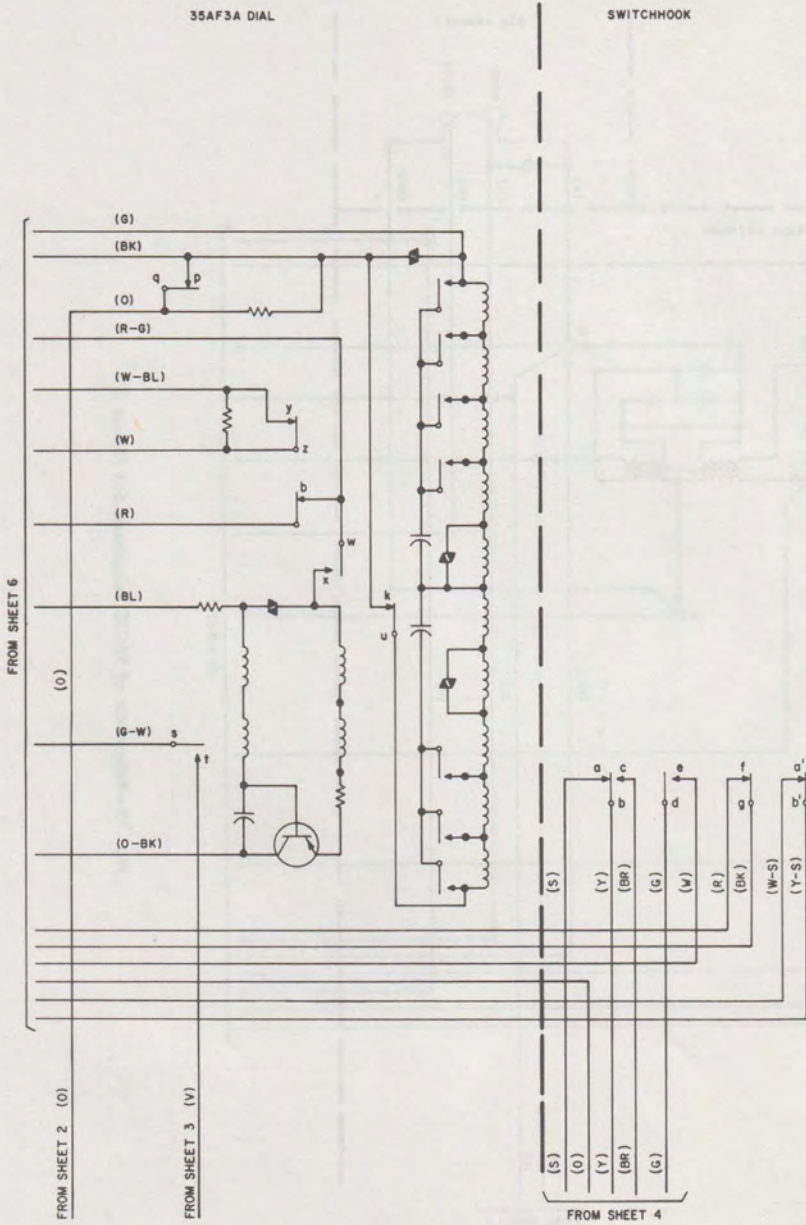 35AF3A DIAL
SWITCHHOOK
FROM SHEET 6
(G)
(BK)
q
p
(O)
(R-G)
(W-BL)
y
z
(W)
b
(R)
w
x
(BL)
k
u
(O)
(G-W)
s
t
(O-BK)
a
c
b
e
d
f
g
a'
b'
(S)
(Y)
(BR)
(G)
(W)
(R)
(BK)
(W-S)
(Y-S)
FROM SHEET 2 (O)
FROM SHEET 3 (V)
(S)
(O)
(Y)
(BR)
(G)
FROM SHEET 4